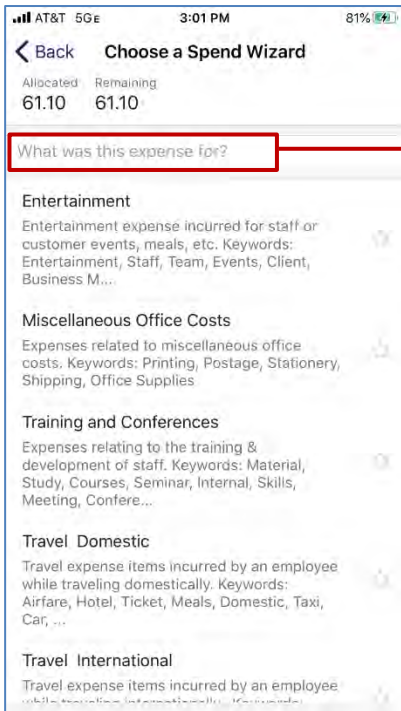 AT&T 5GE 3:01 PM 81%
Back Choose a Spend Wizard
Allocated Remaining
61.10 61.10
What was this expense for?
Entertainment
Entertainment expense incurred for staff or
customer events, meals, etc. Keywords:
Entertainment, Staff, Team, Events, Client,
Business M...
Miscellaneous Office Costs
Expenses related to miscellaneous office
costs. Keywords: Printing, Postage, Stationery,
Shipping, Office Supplies
Training and Conferences
Expenses relating to the training &
development of staff. Keywords: Material,
Study, Courses, Seminar, Internal, Skills,
Meeting, Confere...
Travel Domestic
Travel expense items incurred by an employee
while traveling domestically. Keywords:
Airfare, Hotel, Ticket, Meals, Domestic, Taxi,
Car, ...
Travel International
Travel expense items incurred by an employee
while traveling internationally. Keywords: